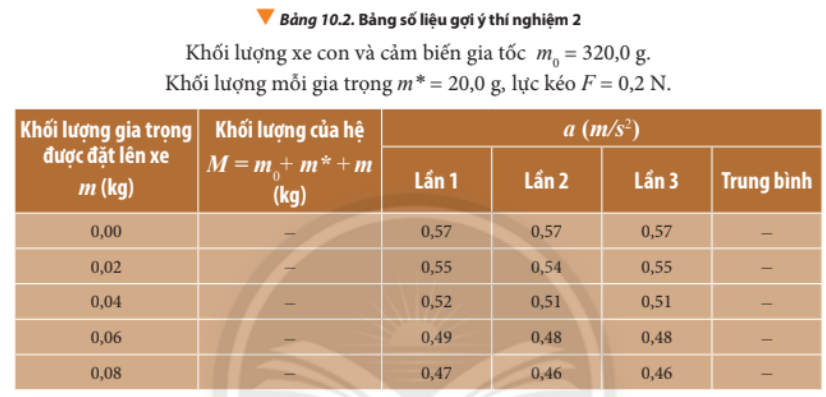 ▼ Bảng 10.2. Bảng số liệu gợi ý thí nghiệm 2
Khối lượng xe con và cảm biến gia tốc m₀ = 320,0 g.
Khối lượng mỗi gia trọng m* = 20,0 g, lực kéo F = 0,2 N.
Khối lượng gia trọng được đặt lên xe m (kg) | Khối lượng của hệ M = m₀ + m* + m (kg) | a (m/s²)
Lần 1 | Lần 2 | Lần 3 | Trung bình
0,00 | – | 0,57 | 0,57 | 0,57 | –
0,02 | – | 0,55 | 0,54 | 0,55 | –
0,04 | – | 0,52 | 0,51 | 0,51 | –
0,06 | – | 0,49 | 0,48 | 0,48 | –
0,08 | – | 0,47 | 0,46 | 0,46 | –